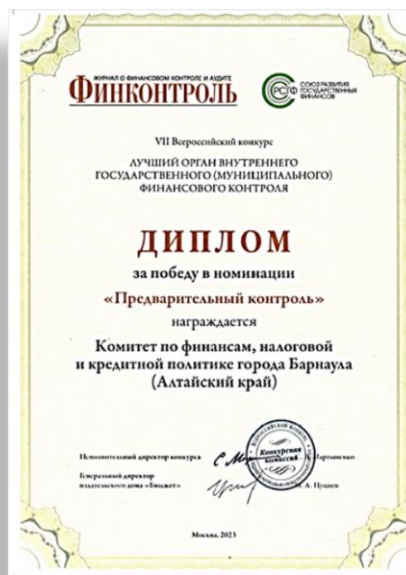 ЖУРНАЛ О ФИНАНСОВОМ КОНТРОЛЕ И АУДИТЕ
ФИНКОНТРОЛЬ
РСГФ
СОЮЗ РАЗВИТИЯ
ГОСУДАРСТВЕННЫХ
ФИНАНСОВ
VII Всероссийский конкурс
ЛУЧШИЙ ОРГАН ВНУТРЕННЕГО
ГОСУДАРСТВЕННОГО (МУНИЦИПАЛЬНОГО)
ФИНАНСОВОГО КОНТРОЛЯ
ДИПЛОМ
за победу в номинации
«Предварительный контроль»
награждается
Комитет по финансам, налоговой
и кредитной политике города Барнаула
(Алтайский край)
Исполнительный директор конкурса
Конкурсная
комиссия
Генеральный директор
издательского дома «Бюджет»
Москва, 2023